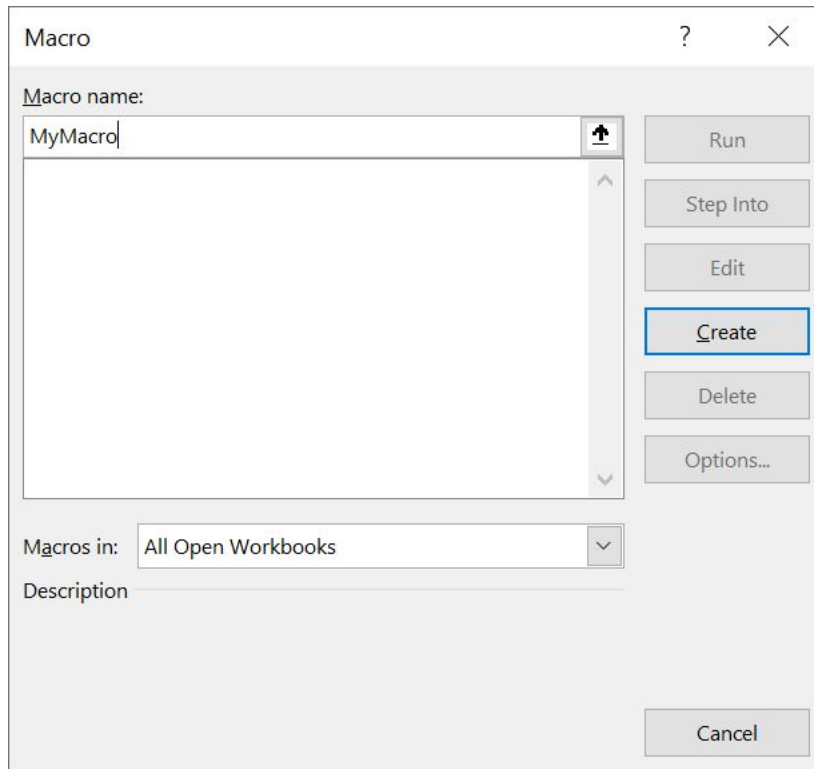 Macro ?
Macro name:
MyMacro
Run
Step Into
Edit
Create
Delete
Options...
Macros in: All Open Workbooks
Description
Cancel